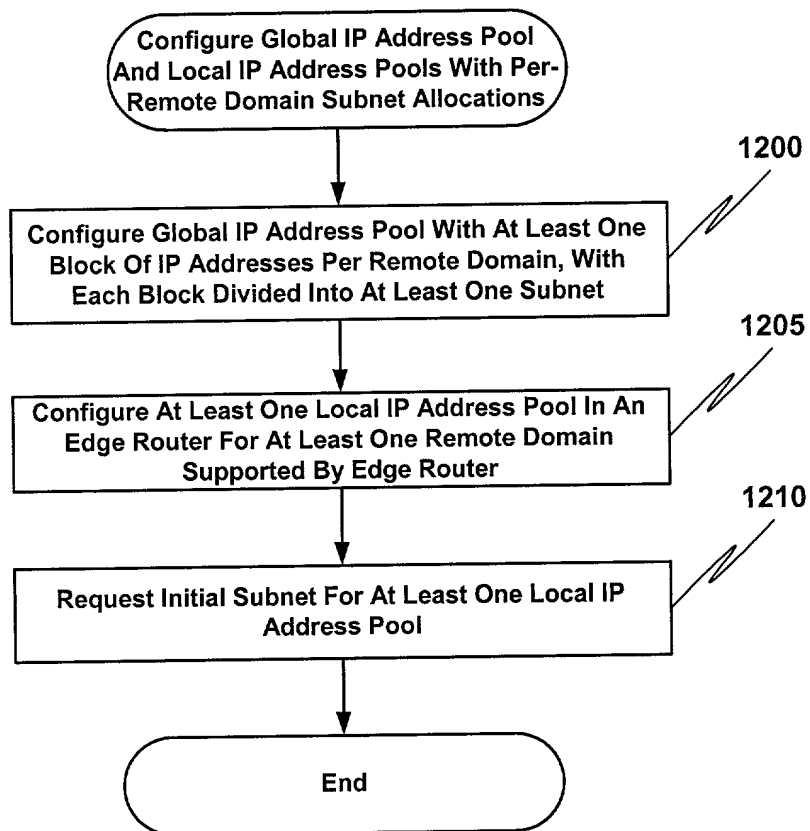 Configure Global IP Address Pool
And Local IP Address Pools With Per-
Remote Domain Subnet Allocations
1200
Configure Global IP Address Pool With At Least One
Block Of IP Addresses Per Remote Domain, With
Each Block Divided Into At Least One Subnet
1205
Configure At Least One Local IP Address Pool In An
Edge Router For At Least One Remote Domain
Supported By Edge Router
1210
Request Initial Subnet For At Least One Local IP
Address Pool
End